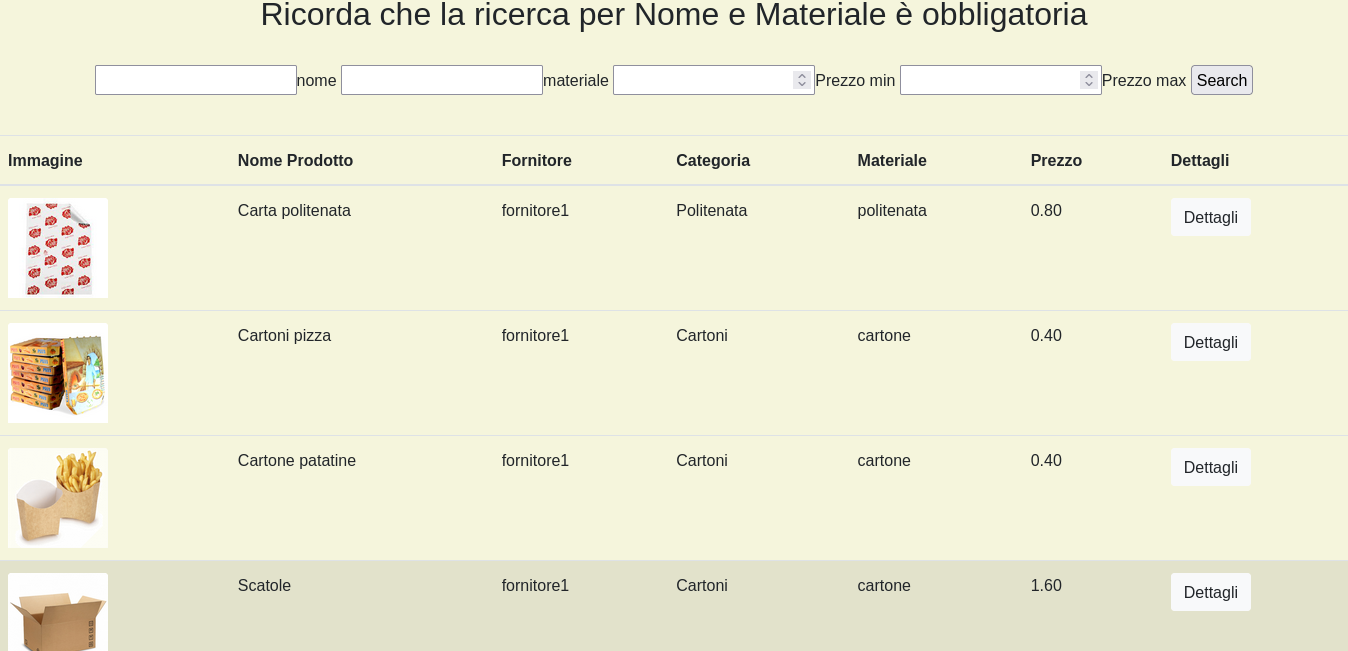 Ricorda che la ricerca per Nome e Materiale è obbligatoria
nome materiale Prezzo min Prezzo max Search
Immagine Nome Prodotto Fornitore Categoria Materiale Prezzo Dettagli
Carta politenata fornitore1 Politenata politenata 0.80 Dettagli
Cartoni pizza fornitore1 Cartoni cartone 0.40 Dettagli
Cartone patatine fornitore1 Cartoni cartone 0.40 Dettagli
Scatole fornitore1 Cartoni cartone 1.60 Dettagli